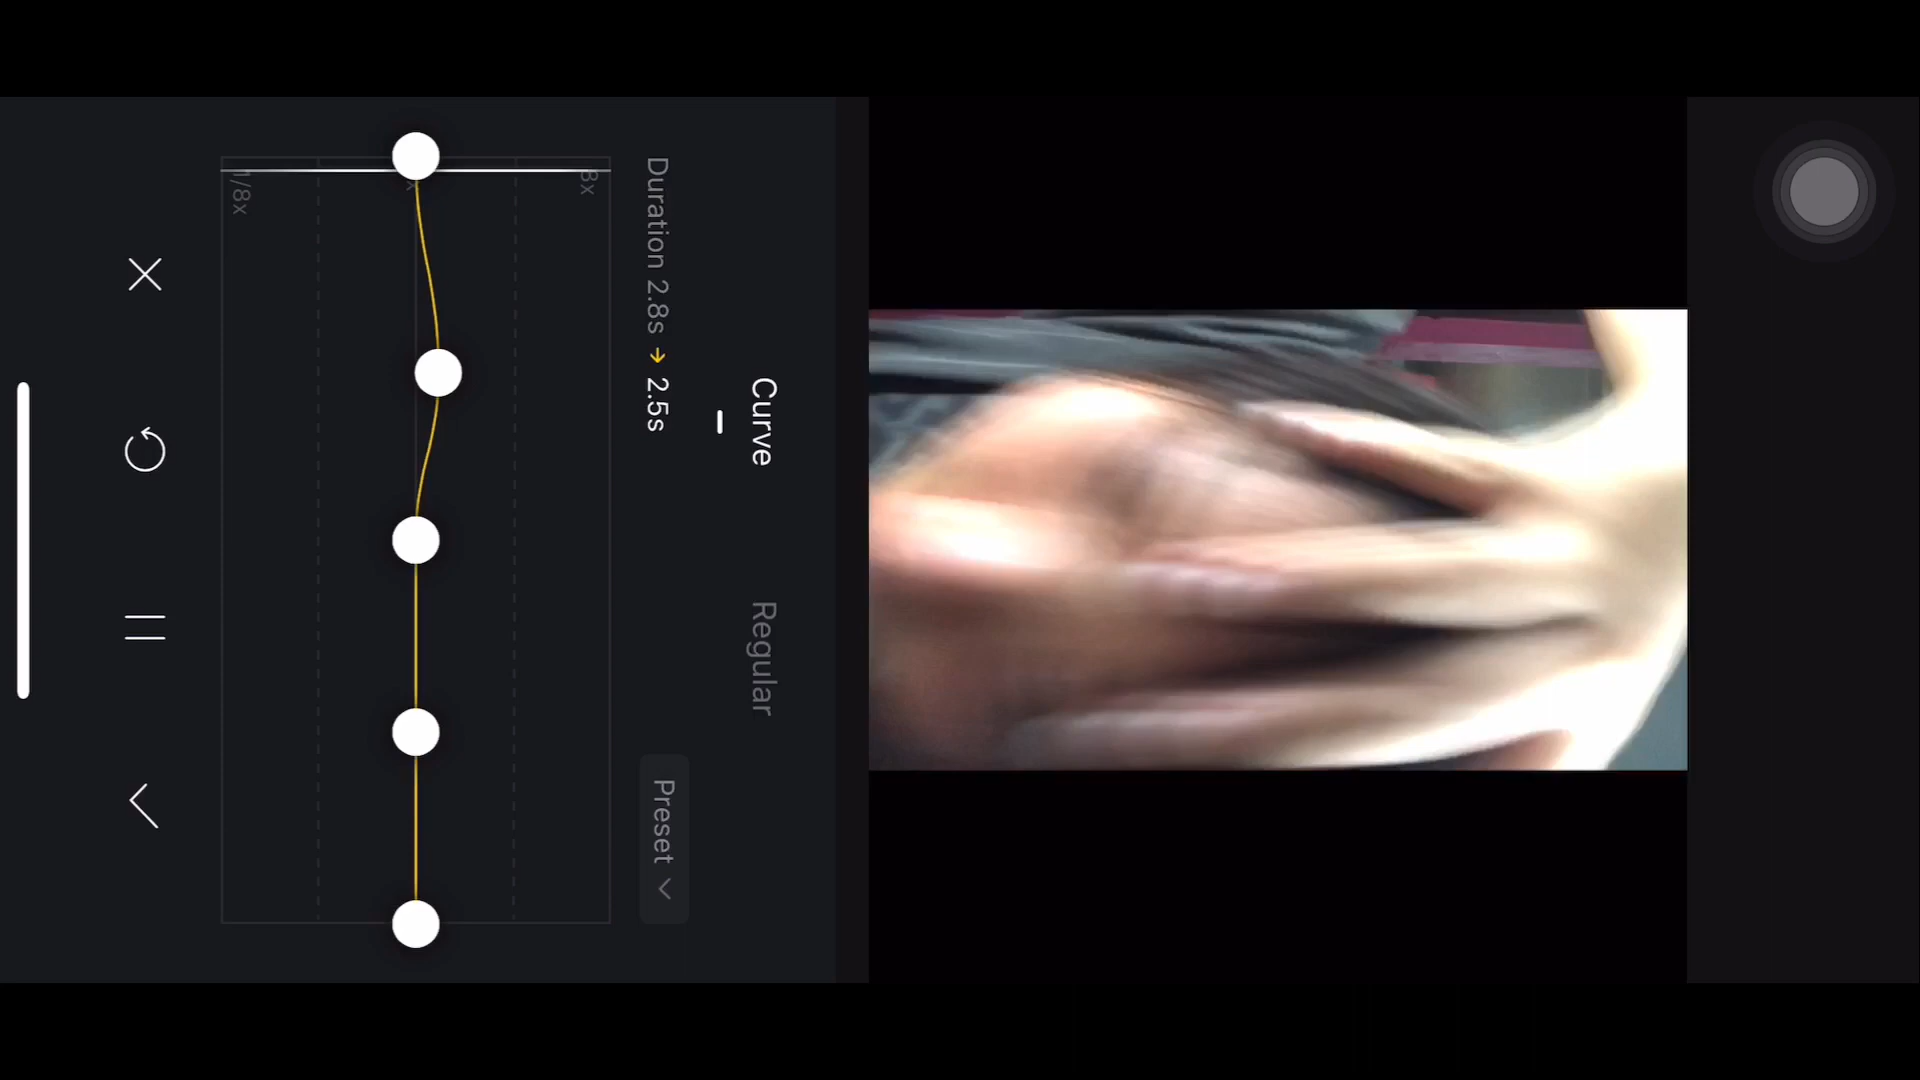 Curve Regular
Duration 2.8s → 2.5s Preset
8x
1/8x